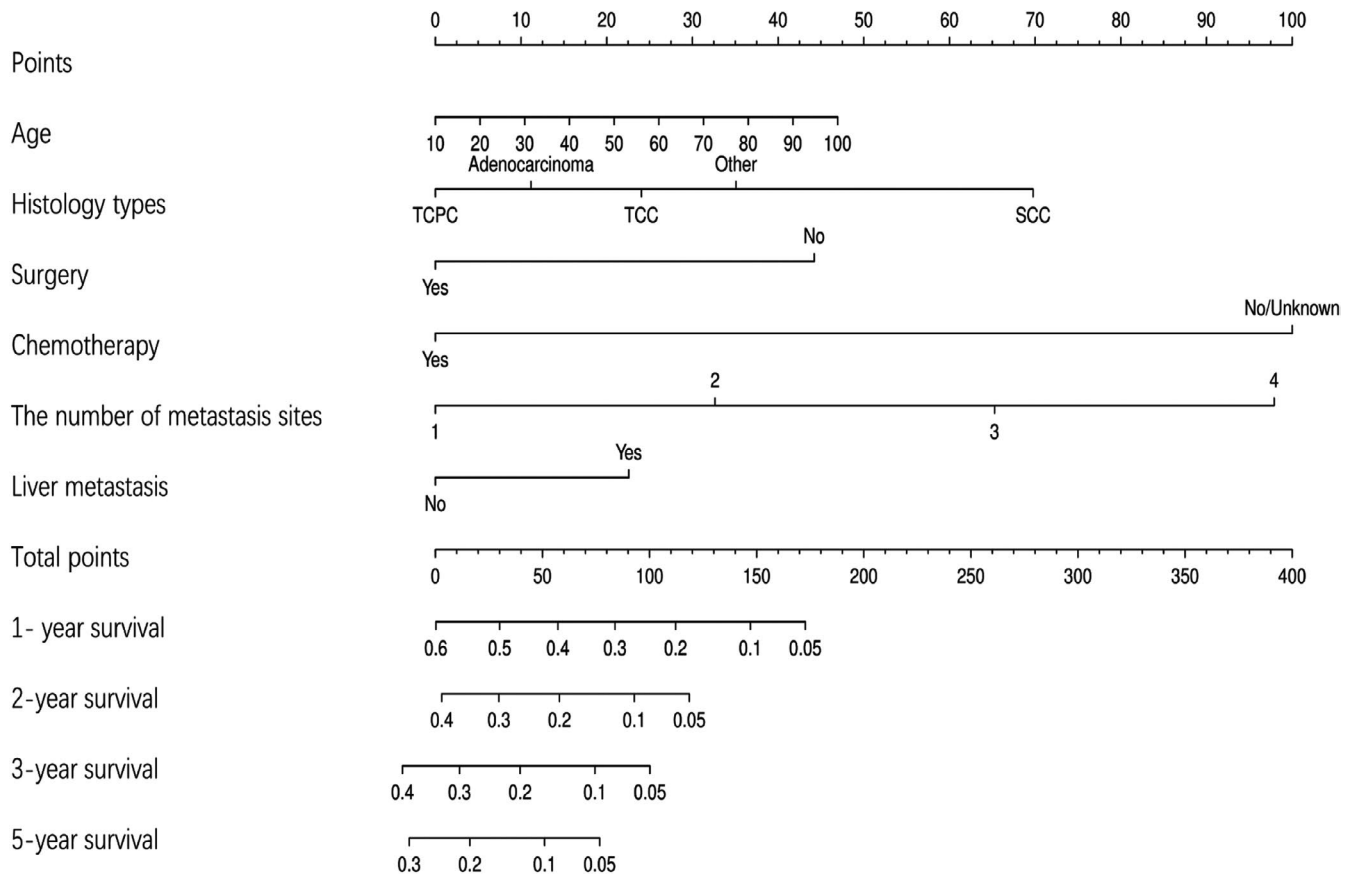 0 10 20 30 40 50 60 70 80 90 100
Points
Age
10 20 30 40 50 60 70 80 90 100
Adenocarcinoma Other
Histology types
TCPC TCC SCC
No
Surgery
Yes
No/Unknown
Chemotherapy
Yes
2 4
The number of metastasis sites
1 3
Yes
Liver metastasis
No
Total points
0 50 100 150 200 250 300 350 400
1- year survival
0.6 0.5 0.4 0.3 0.2 0.1 0.05
2-year survival
0.4 0.3 0.2 0.1 0.05
3-year survival
0.4 0.3 0.2 0.1 0.05
5-year survival
0.3 0.2 0.1 0.05